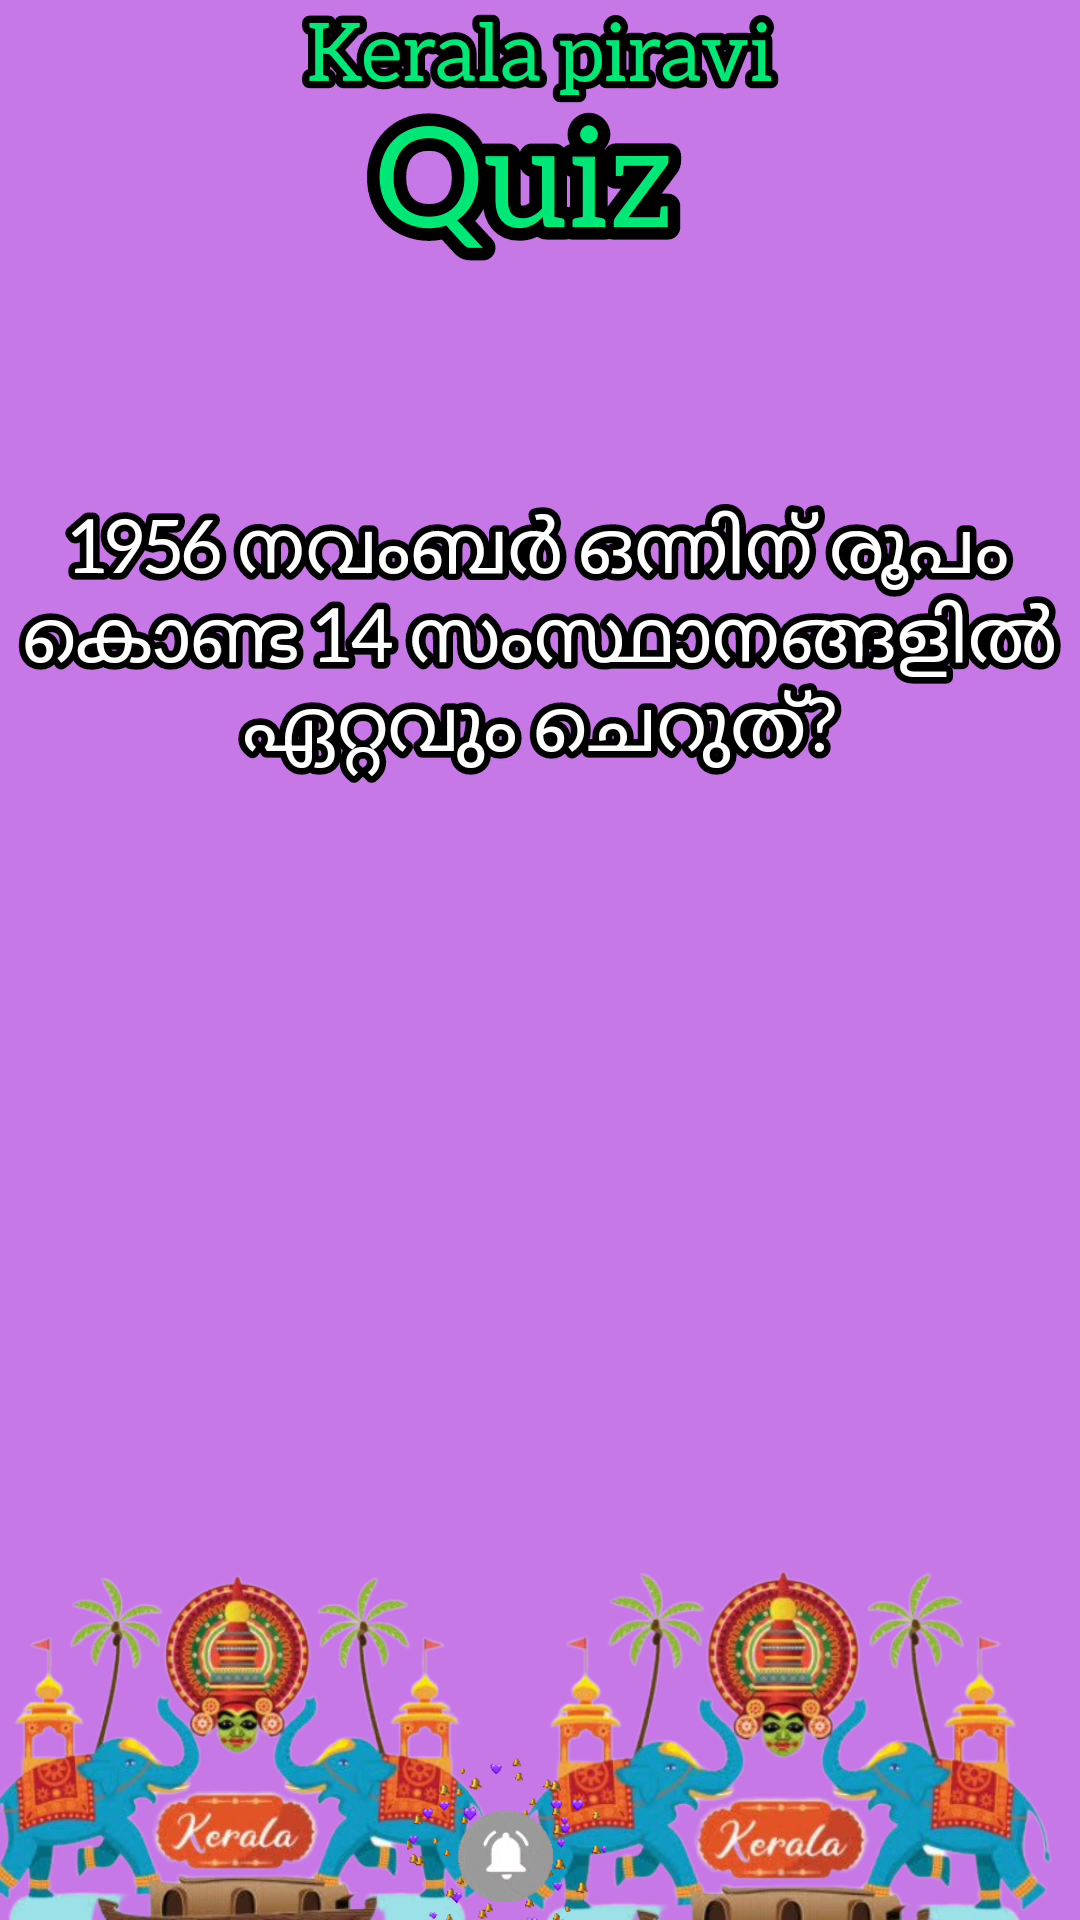 Kerala piravi
Quiz
1956 നവംബർ ഒന്നിന് രൂപം
കൊണ്ട 14 സംസ്ഥാനങ്ങളിൽ
ഏറ്റവും ചെറുത്?
Kerala
Kerala